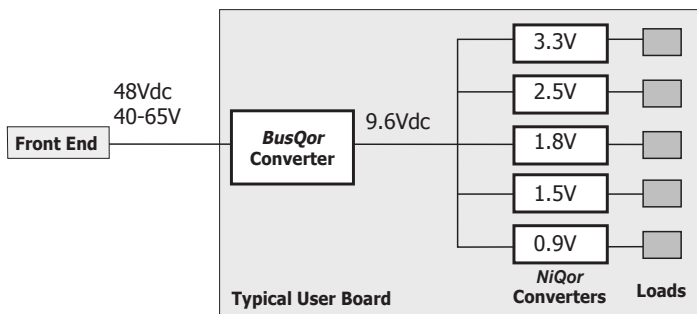 3.3V
48Vdc
40-65V
2.5V
9.6Vdc
Front End
BusQor
Converter
1.8V
1.5V
0.9V
NiQor
Converters
Loads
Typical User Board